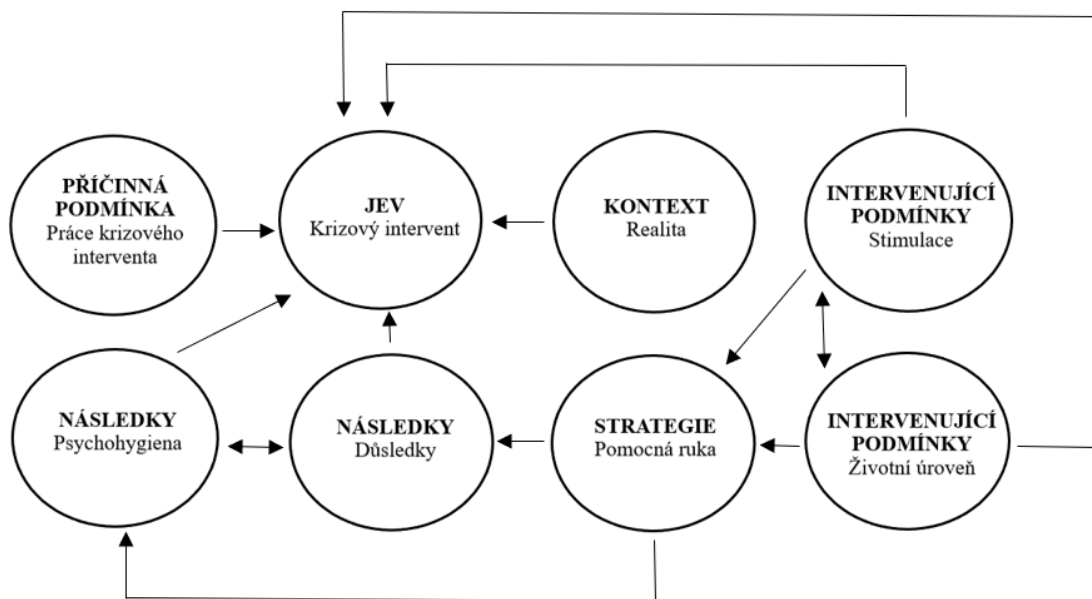 PŘÍČINNÁ
PODMÍNKA
Práce krizového
interventa
JEV
Krizový intervent
KONTEXT
Realita
INTERVENUJÍCÍ
PODMÍNKY
Stimulace
NÁSLEDKY
Psychohygiena
NÁSLEDKY
Důsledky
STRATEGIE
Pomocná ruka
INTERVENUJÍCÍ
PODMÍNKY
Životní úroveň